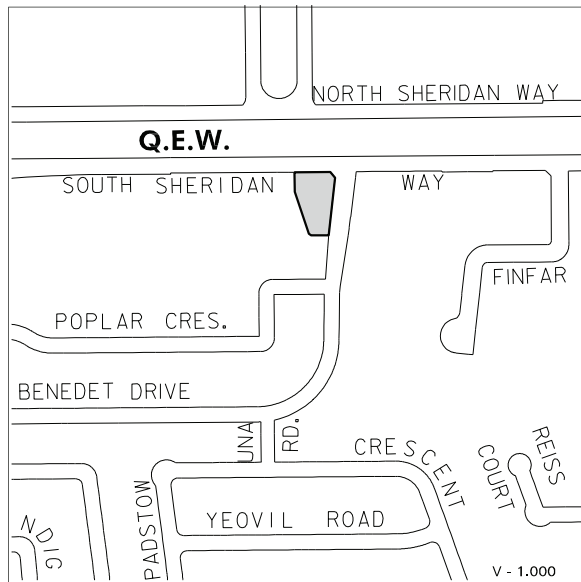 NORTH SHERIDAN WAY
Q.E.W.
SOUTH SHERIDAN WAY
FINFAR
POPLAR CRES.
BENEDET DRIVE
UNA RD.
PADSTOW CRESCENT
REISS COURT
YEOVIL ROAD
NDIG
V - 1.000